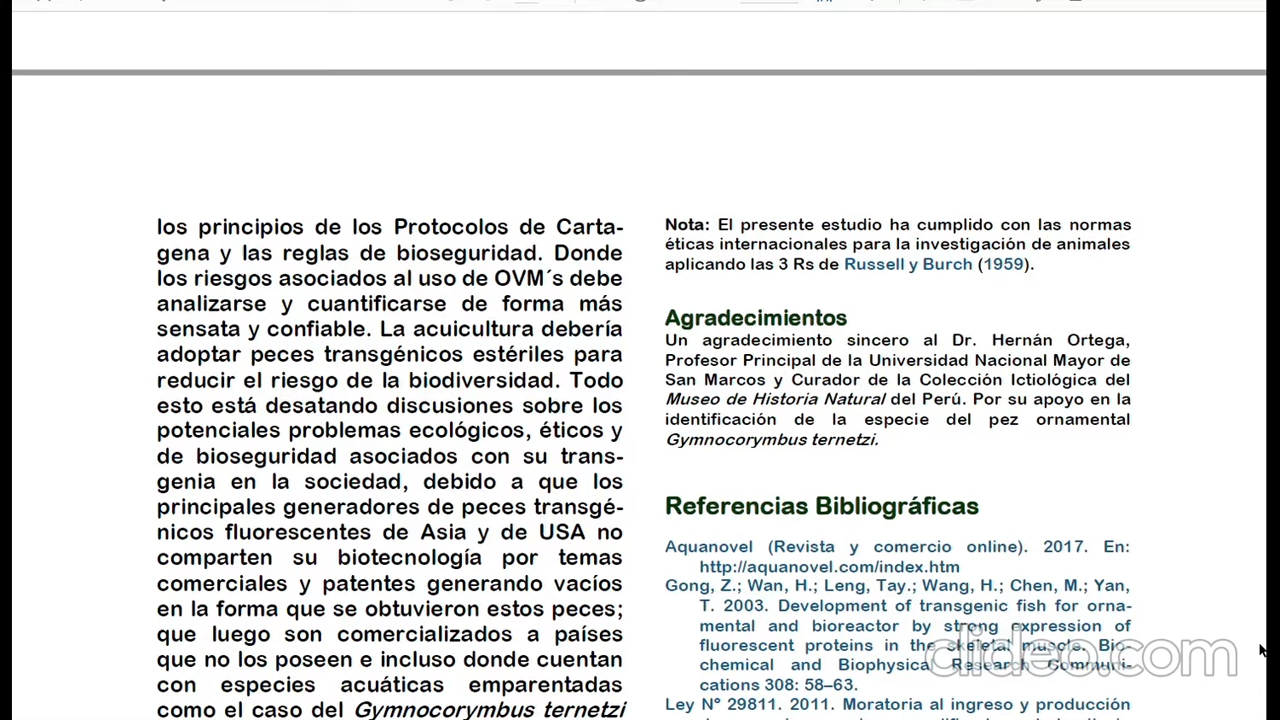 los principios de los Protocolos de Carta-
gena y las reglas de bioseguridad. Donde
los riesgos asociados al uso de OVM´s debe
analizarse y cuantificarse de forma más
sensata y confiable. La acuicultura debería
adoptar peces transgénicos estériles para
reducir el riesgo de la biodiversidad. Todo
esto está desatando discusiones sobre los
potenciales problemas ecológicos, éticos y
de bioseguridad asociados con su trans-
genia en la sociedad, debido a que los
principales generadores de peces transgé-
nicos fluorescentes de Asia y de USA no
comparten su biotecnología por temas
comerciales y patentes generando vacíos
en la forma que se obtuvieron estos peces;
que luego son comercializados a países
que no los poseen e incluso donde cuentan
con especies acuáticas emparentadas
como el caso del Gymnocorymbus ternetzi
Nota: El presente estudio ha cumplido con las normas
éticas internacionales para la investigación de animales
aplicando las 3 Rs de Russell y Burch (1959).
Agradecimientos
Un agradecimiento sincero al Dr. Hernán Ortega,
Profesor Principal de la Universidad Nacional Mayor de
San Marcos y Curador de la Colección Ictiológica del
Museo de Historia Natural del Perú. Por su apoyo en la
identificación de la especie del pez ornamental
Gymnocorymbus ternetzi.
Referencias Bibliográficas
Aquanovel (Revista y comercio online). 2017. En:
http://aquanovel.com/index.htm
Gong, Z.; Wan, H.; Leng, Tay.; Wang, H.; Chen, M.; Yan,
T. 2003. Development of transgenic fish for orna-
mental and bioreactor by strong expression of
fluorescent proteins in the skeletal muscle. Bio-
chemical and Biophysical Research Communi-
cations 308: 58–63.
Ley N° 29811. 2011. Moratoria al ingreso y producción
clideo.com